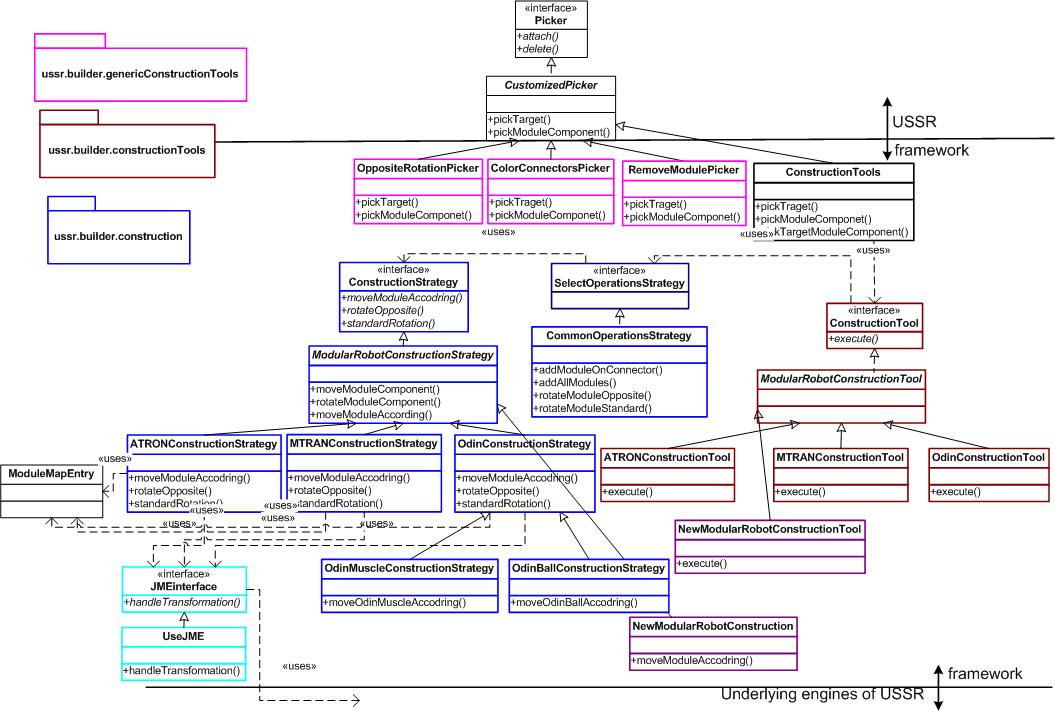 «interface»
Picker
+attach()
+delete()
ussr.builder.genericConstructionTools
CustomizedPicker
+pickTarget()
+pickModuleComponent()
USSR
framework
ussr.builder.constructionTools
OppositeRotationPicker
+pickTarget()
+pickModuleComponet()
ColorConnectorsPicker
+pickTraget()
+pickModuleComponet()
RemoveModulePicker
+pickTraget()
+pickModuleComponet()
ConstructionTools
+pickTraget()
+pickModuleComponet()
kTargetModuleComponent()
ussr.builder.construction
«uses»
«uses»
«uses»
«interface»
ConstructionStrategy
+moveModuleAccodring()
+rotateOpposite()
+standardRotation()
«interface»
SelectOperationsStrategy
«interface»
ConstructionTool
+execute()
ModularRobotConstructionStrategy
+moveModuleComponent()
+rotateModuleComponent()
+moveModuleAccording()
CommonOperationsStrategy
+addModuleOnConnector()
+addAllModules()
+rotateModuleOpposite()
+rotateModuleStandard()
ModularRobotConstructionTool
ATRONConstructionStrategy
+moveModuleAccodring()
+rotateOpposite()
+standardRotation()
MTRANConstructionStrategy
+moveModuleAccodring()
+rotateOpposite()
+standardRotation()
OdinConstructionStrategy
+moveModuleAccodring()
+rotateOpposite()
+standardRotation()
ATRONConstructionTool
+execute()
MTRANConstructionTool
+execute()
OdinConstructionTool
+execute()
ModuleMapEntry
«uses»
«uses»
«uses»
«uses»
«uses»
«uses»
NewModularRobotConstructionTool
+execute()
«interface»
JMEinterface
+handleTransformation()
OdinMuscleConstructionStrategy
+moveOdinMuscleAccodring()
OdinBallConstructionStrategy
+moveOdinBallAccodring()
UseJME
+handleTransformation()
NewModularRobotConstruction
+moveModuleAccodring()
«uses»
framework
Underlying engines of USSR